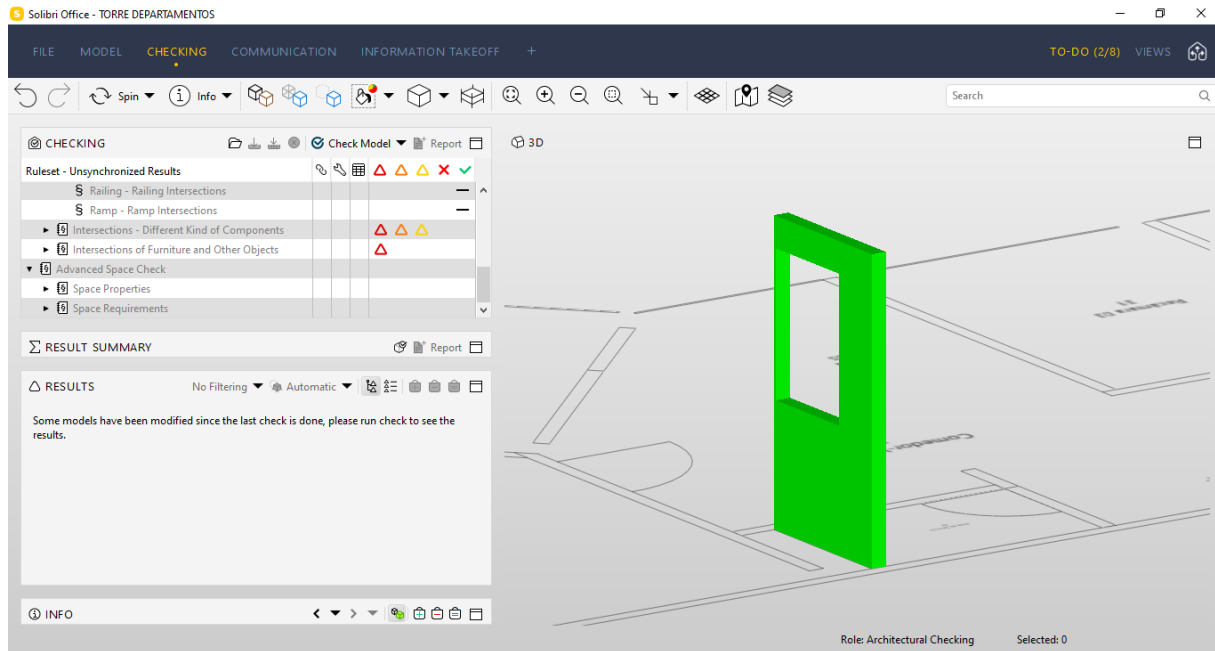 Solibri Office - TORRE DEPARTAMENTOS
FILE MODEL CHECKING COMMUNICATION INFORMATION TAKEOFF + TO-DO (2/8) VIEWS
Spin Info Search
CHECKING Check Model Report
3D
Ruleset - Unsynchronized Results
§ Railing - Railing Intersections
§ Ramp - Ramp Intersections
Intersections - Different Kind of Components
Intersections of Furniture and Other Objects
Advanced Space Check
Space Properties
Space Requirements
RESULT SUMMARY Report
RESULTS No Filtering Automatic
Some models have been modified since the last check is done, please run check to see the
results.
INFO
Role: Architectural Checking Selected: 0